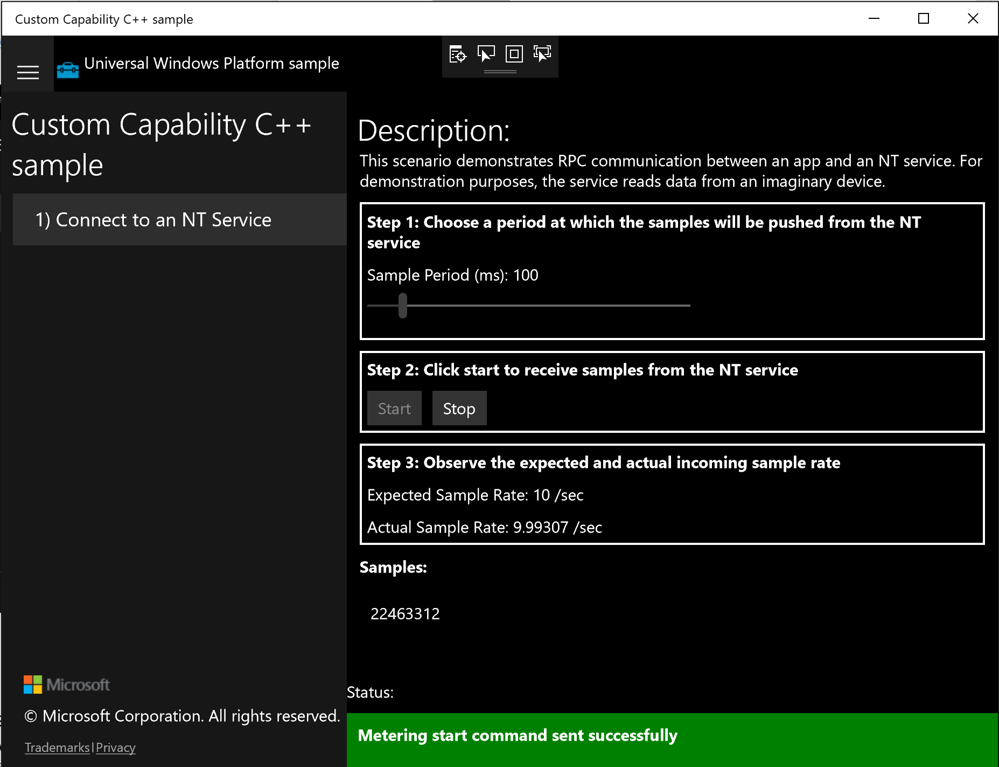 Custom Capability C++ sample
Universal Windows Platform sample
Custom Capability C++
sample
1) Connect to an NT Service
Microsoft
© Microsoft Corporation. All rights reserved.
Trademarks|Privacy
Description:
This scenario demonstrates RPC communication between an app and an NT service. For
demonstration purposes, the service reads data from an imaginary device.
Step 1: Choose a period at which the samples will be pushed from the NT
service
Sample Period (ms): 100
Step 2: Click start to receive samples from the NT service
Start Stop
Step 3: Observe the expected and actual incoming sample rate
Expected Sample Rate: 10 /sec
Actual Sample Rate: 9.99307 /sec
Samples:
22463312
Status:
Metering start command sent successfully